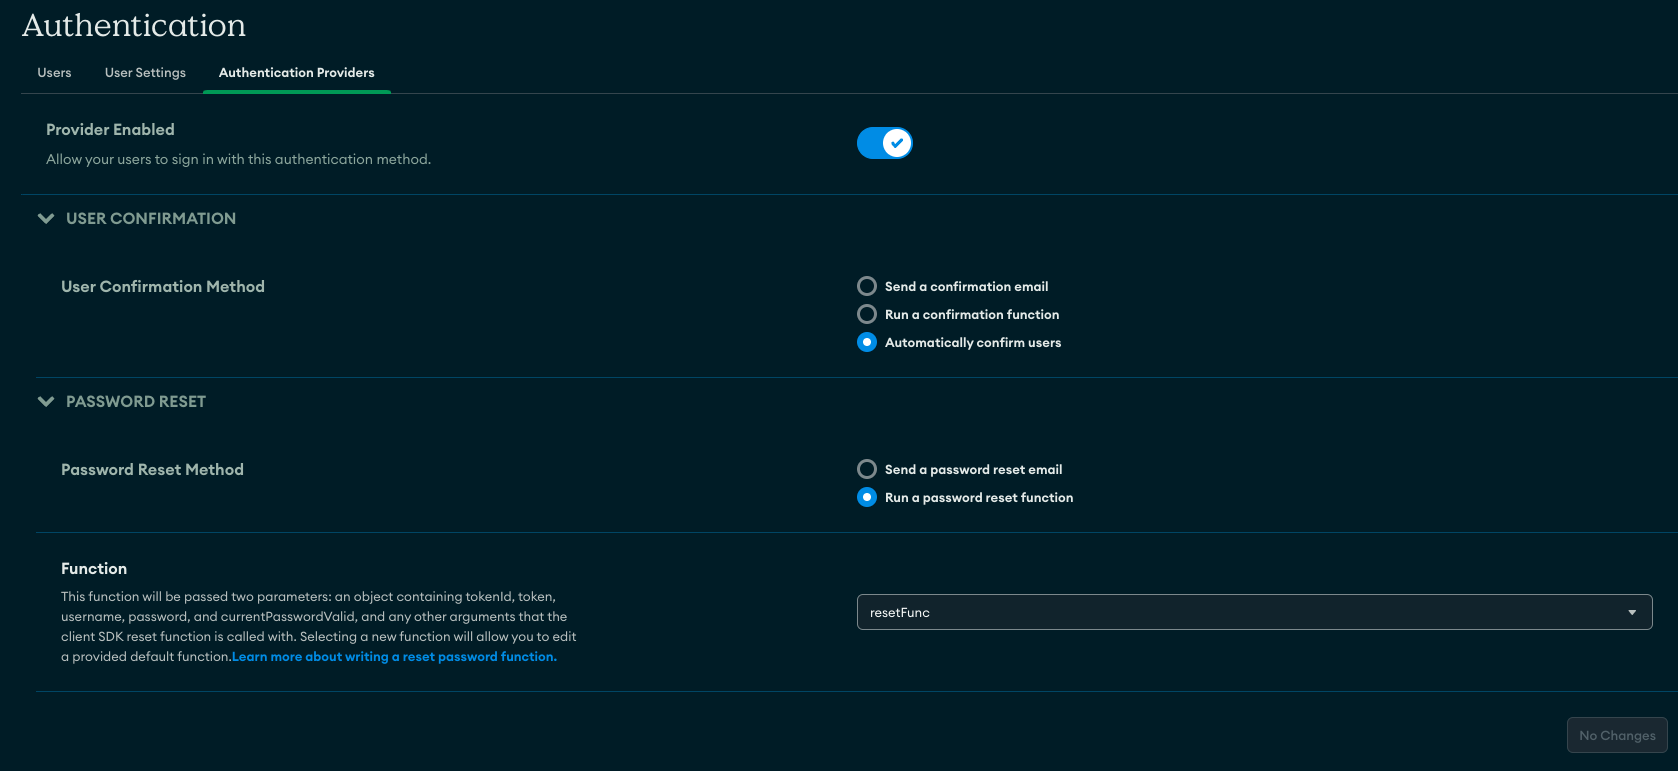 Authentication
Users
User Settings
Authentication Providers
Provider Enabled
Allow your users to sign in with this authentication method.
USER CONFIRMATION
User Confirmation Method
Send a confirmation email
Run a confirmation function
Automatically confirm users
PASSWORD RESET
Password Reset Method
Send a password reset email
Run a password reset function
Function
This function will be passed two parameters: an object containing tokenId, token,
username, password, and currentPasswordValid, and any other arguments that the
client SDK reset function is called with. Selecting a new function will allow you to edit
a provided default function.Learn more about writing a reset password function.
resetFunc
No Changes